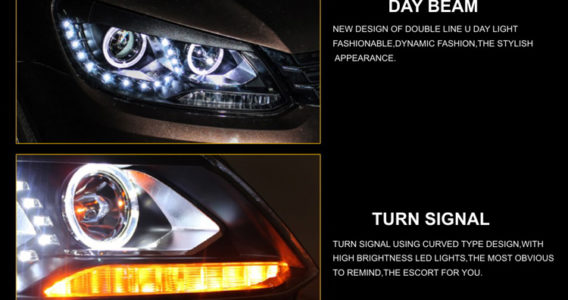 DAY BEAM
NEW DESIGN OF DOUBLE LINE U DAY LIGHT
FASHIONABLE,DYNAMIC FASHION,THE STYLISH
APPEARANCE.
TURN SIGNAL
TURN SIGNAL USING CURVED TYPE DESIGN,WITH
HIGH BRIGHTNESS LED LIGHTS,THE MOST OBVIOUS
TO REMIND,THE ESCORT FOR YOU.